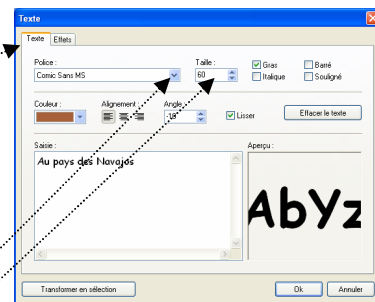 Texte
Texte Effets
Police : Taille : Gras Barré
Comic Sans MS 60 Italique Souligné
Couleur : Alignement : Angle :
Lisser Effacer le texte
Saisie : Aperçu :
Au pays des Navajos
AbYz
Transformer en sélection Ok Annuler